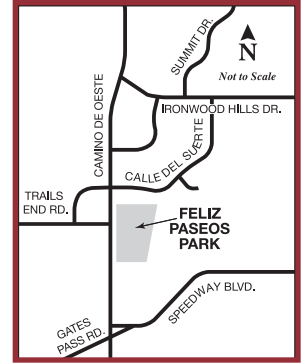 SUMMIT DR.
N
Not to Scale
IRONWOOD HILLS DR.
CAMINO DE OESTE
CALLE DEL SUERTE
TRAILS
END RD.
FELIZ
PASEOS
PARK
SPEEDWAY BLVD.
GATES
PASS RD.